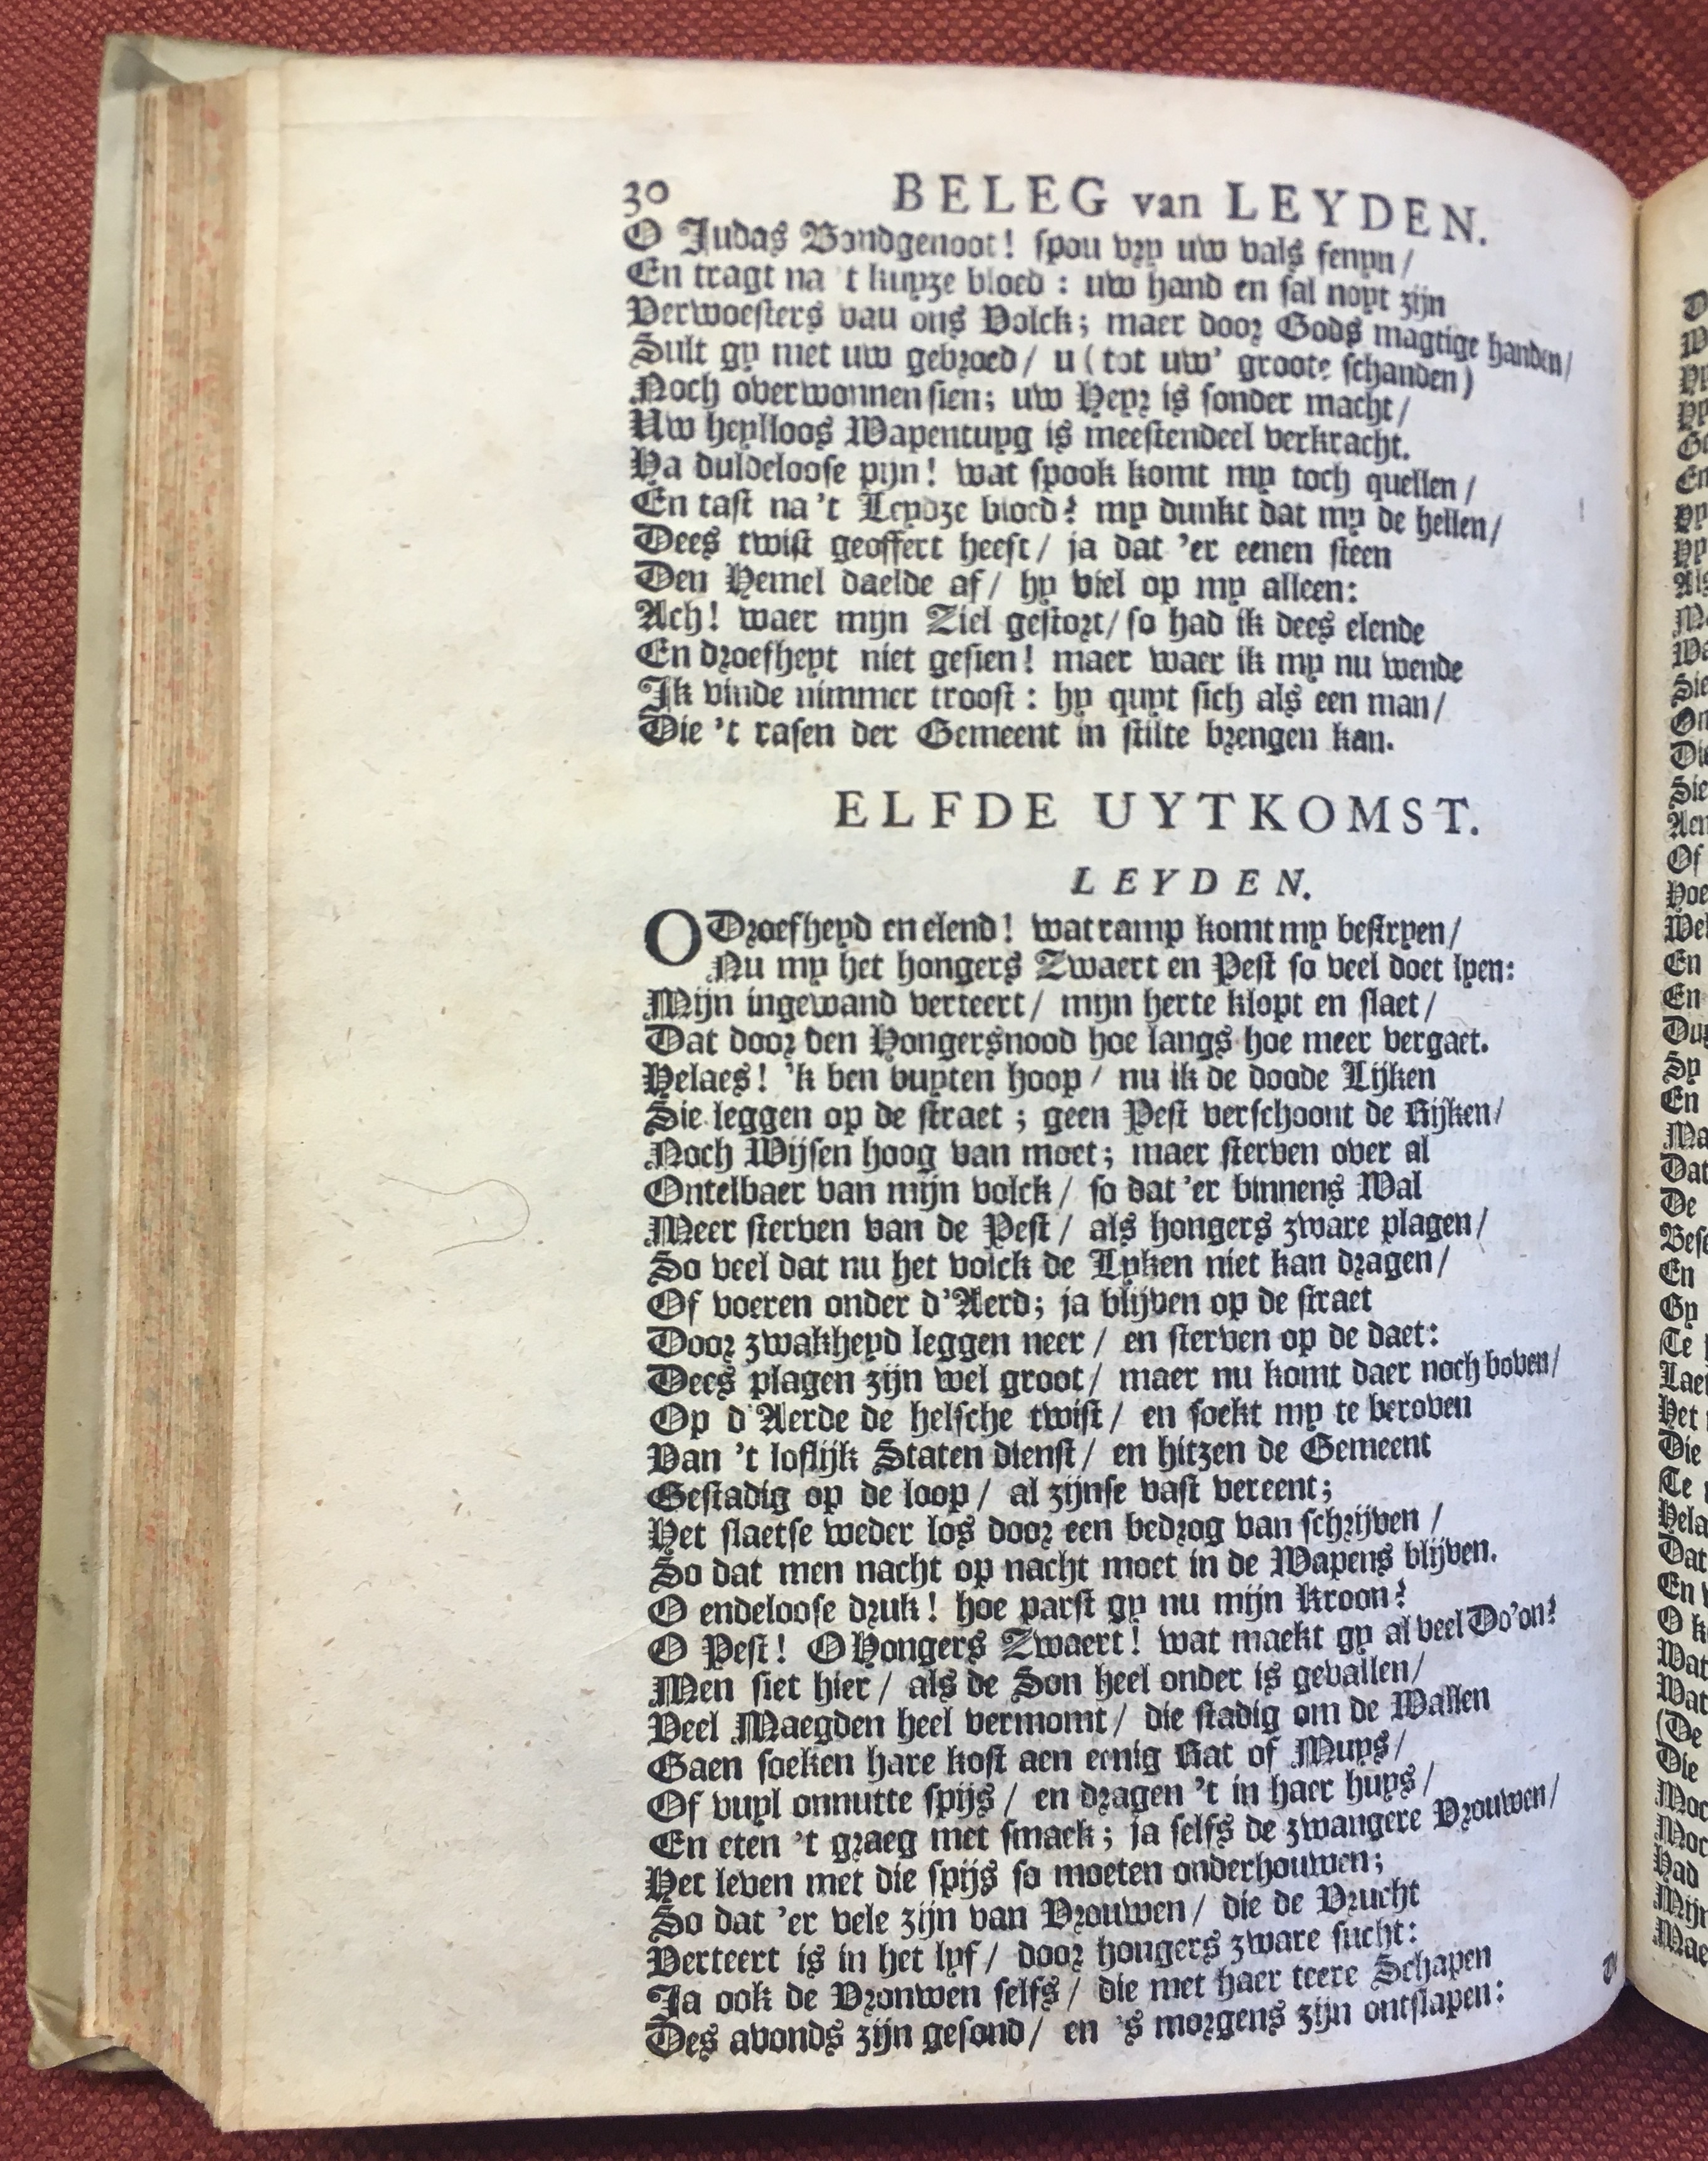 30 BELEG van LEYDEN.
O Judas Bondgenoot! spou vry uw vals fenyn /
En tragt na 't kuyze bloed : uw hand en sal noyt zijn
Verwoesters vau ons Volck; maer door Gods magtige handen /
Sult gy met uw gebroed / u (tot uw' groote schanden)
Noch overwonnen sien; uw Heyr is sonder macht /
Uw heylloos Wapentuyg is meestendeel verkracht.
Ha duldeloose pijn! wat spook komt my toch quellen /
En tast na 't Leydze bloed? my dunkt dat my de hellen /
Dees twist geoffert heeft / ja dat 'er eenen steen
Den Hemel daelde af / hy viel op my alleen:
Ach! waer mijn Ziel gestort / so had ik dees elende
En droefheyt niet gesien! maer waer ik my nu wende
Ik vinde nimmer troost : hy quyt sich als een man /
Die 't rasen der Gemeent in stilte brengen kan.
ELFDE UYTKOMST.
LEYDEN.
O Droefheyd en elend! wat ramp komt my bestryen /
Nu my het hongers Zwaert en Pest so veel doet lyen:
Mijn ingewand verteert / mijn herte klopt en slaet /
Dat door den Hongersnood hoe langs hoe meer vergaet.
Helaes! 'k ben buyten hoop / nu ik de doode Lijken
Sie leggen op de straet ; geen Pest verschoont de Rijken /
Noch Wijsen hoog van moet; maer sterven over al
Ontelbaer van mijn volck / so dat 'er binnens Wal
Meer sterven van de Pest / als hongers zware plagen /
So veel dat nu het volck de Lyken niet kan dragen /
Of voeren onder d'Aerd; ja blijven op de straet
Door zwakheyd leggen neer / en sterven op de daet:
Dees plagen zijn wel groot / maer nu komt daer noch boven /
Op d'Aerde de helsche twist / en soekt my te beroven
Van 't loflijk Staten dienst / en hitzen de Gemeent
Gestadig op de loop / al zijnse vast vereent;
Het slaetse weder los door een bedrog van schrijven /
So dat men nacht op nacht moet in de Wapens blijven.
O endeloose druk! hoe parst gy nu mijn Kroon?
O Pest! O Hongers Zwaert! wat maekt gy al veel Do'on?
Men siet hier / als de Son heel onder is gevallen /
Veel Maegden heel vermomt / die stadig om de Wallen
Gaen soeken hare kost aen eenig Rat of Muys /
Of vuyl onnutte spijs / en dragen 't in haer huys /
En eten 't graeg met smaek; ja selfs de zwangere Vrouwen /
Het leven met die spijs so moeten onderhouwen;
So dat 'er vele zijn van Vrouwen / die de Vrucht
Verteert is in het lyf / door hongers zware sucht:
Ja ook de Vronwen selfs / die met haer teere Schapen
Des avonds zijn gesond / en 's morgens zijn ontslapen: